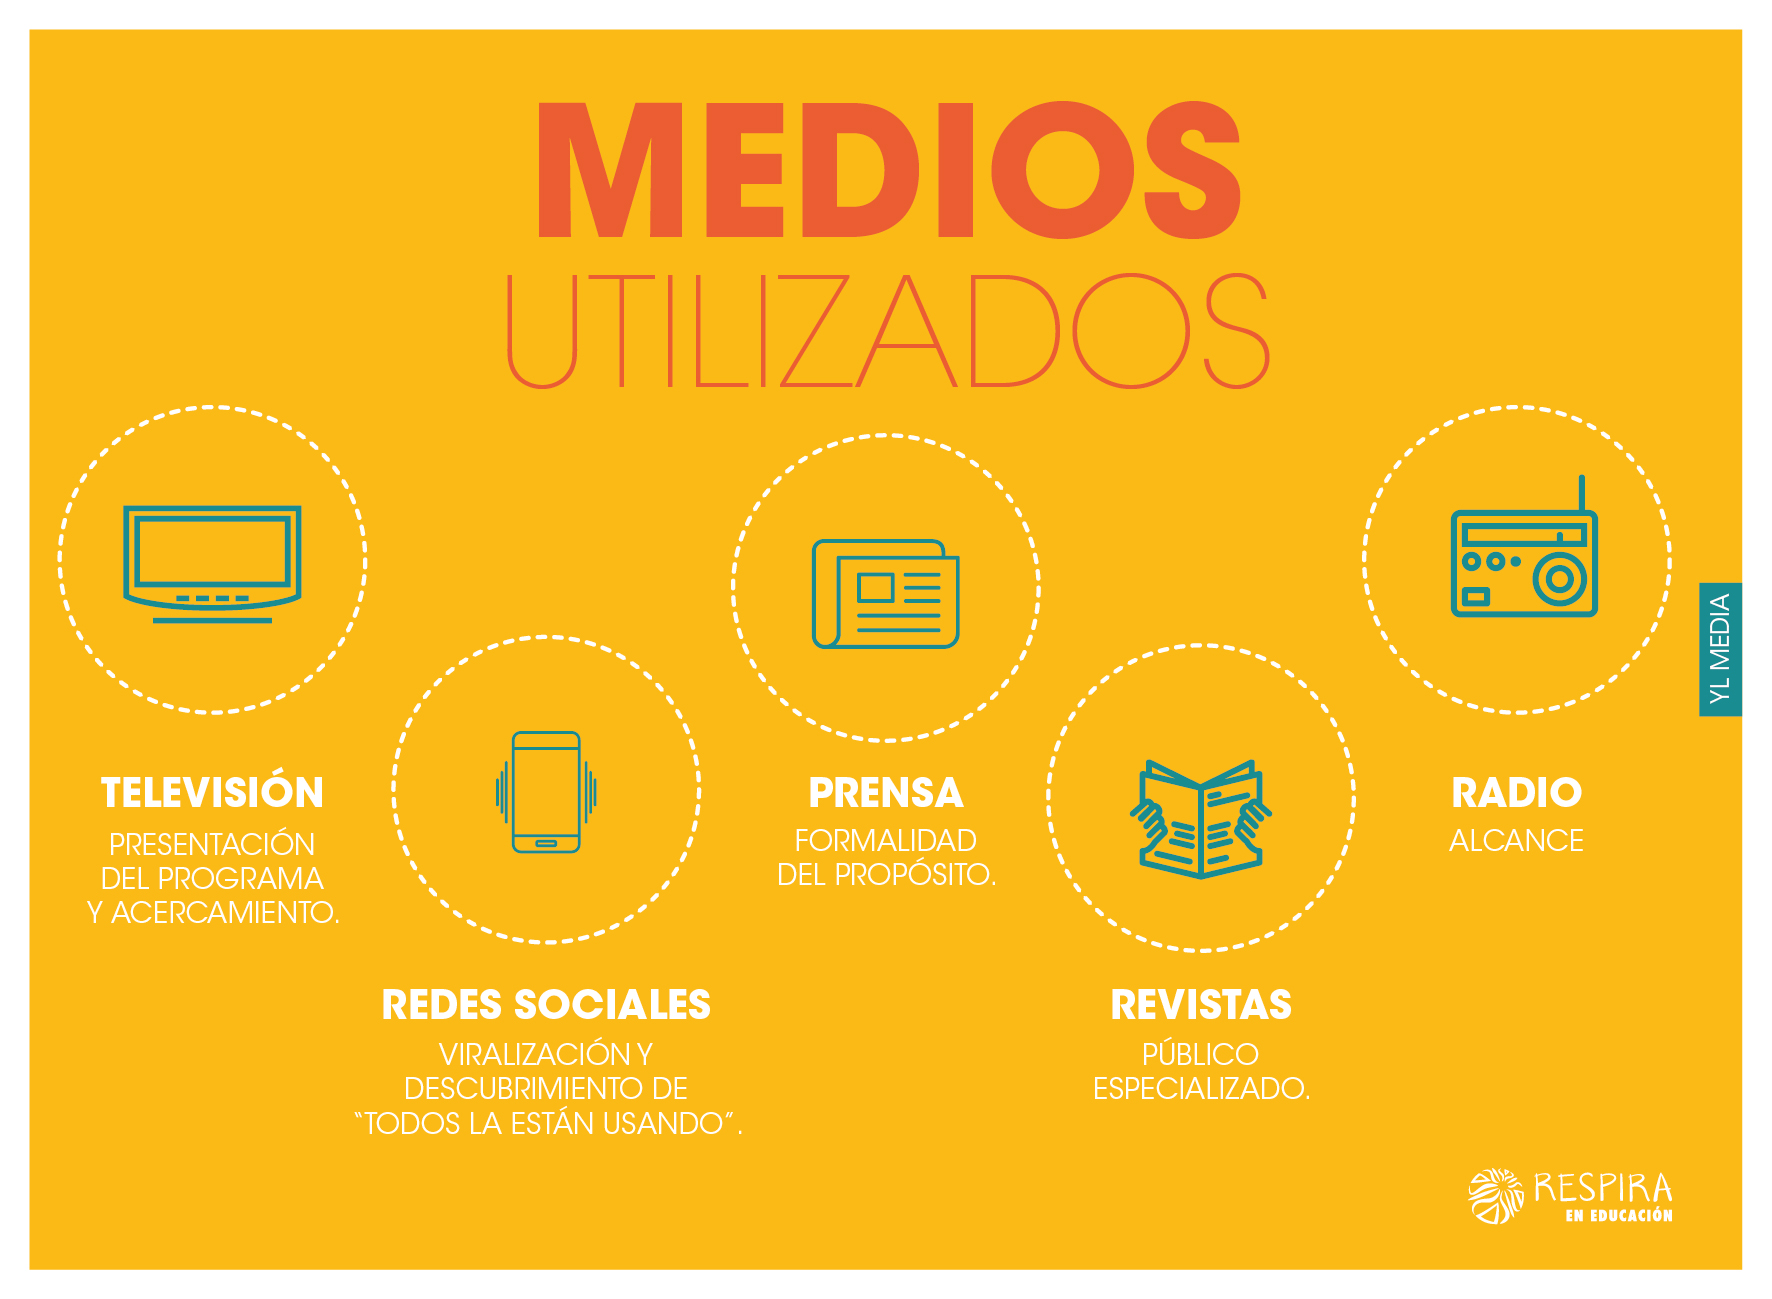 MEDIOS
UTILIZADOS
TELEVISIÓN
PRESENTACIÓN
DEL PROGRAMA
Y ACERCAMIENTO.
REDES SOCIALES
VIRALIZACIÓN Y
DESCUBRIMIENTO DE
“TODOS LA ESTÁN USANDO”.
PRENSA
FORMALIDAD
DEL PROPÓSITO.
REVISTAS
PÚBLICO
ESPECIALIZADO.
RADIO
ALCANCE
YL MEDIA
RESPIRA
EN EDUCACIÓN